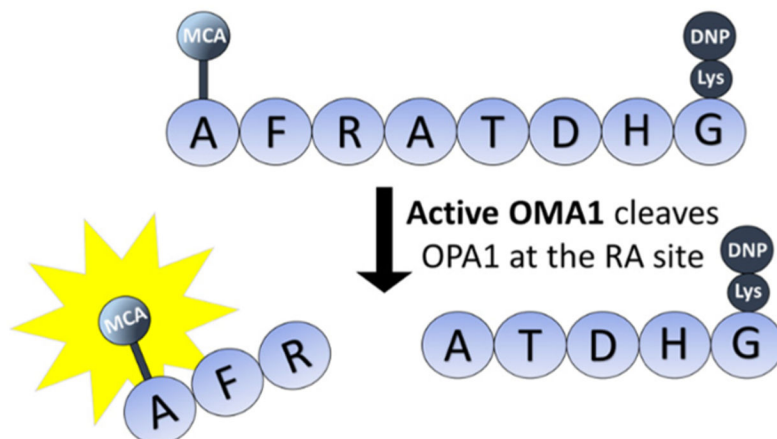 MCA DNP
Lys
A F R A T D H G
Active OMA1 cleaves
OPA1 at the RA site
DNP
Lys
MCA
A F R
A T D H G